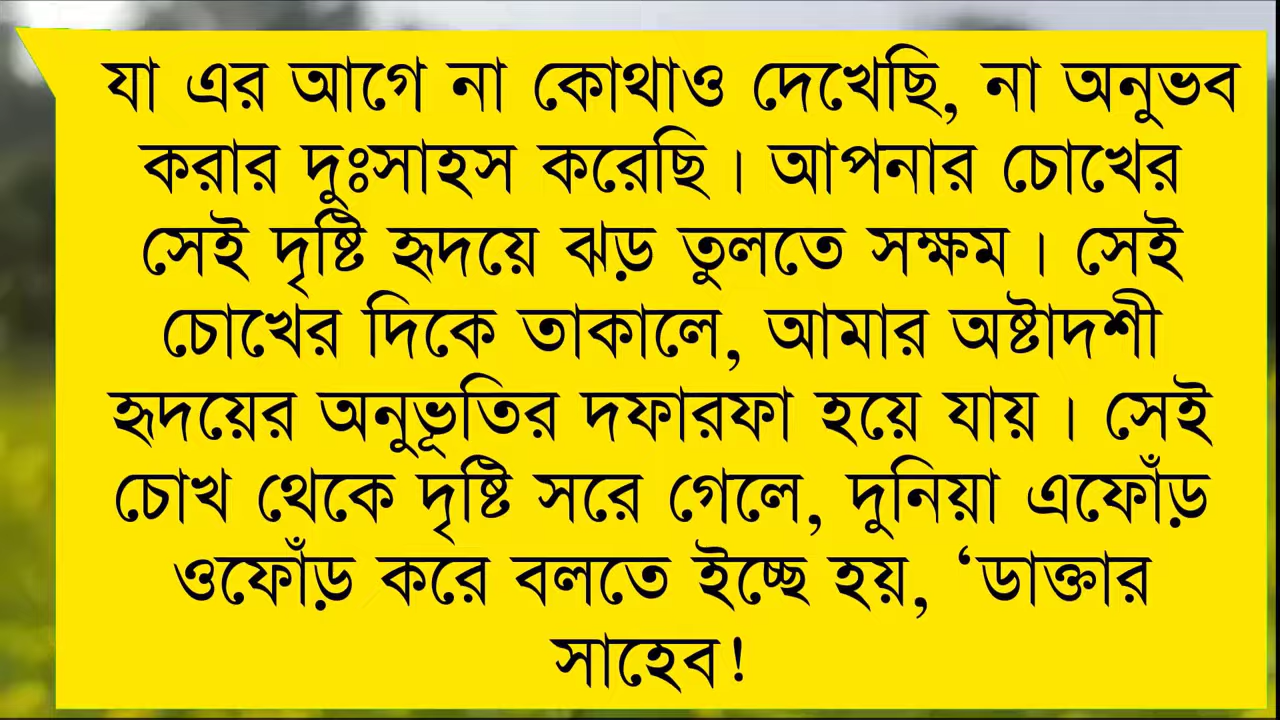 যা এর আগে না কোথাও দেখেছি, না অনুভব
করার দুঃসাহস করেছি। আপনার চোখের
সেই দৃষ্টি হৃদয়ে ঝড় তুলতে সক্ষম। সেই
চোখের দিকে তাকালে, আমার অষ্টাদশী
হৃদয়ের অনুভূতির দফারফা হয়ে যায়। সেই
চোখ থেকে দৃষ্টি সরে গেলে, দুনিয়া এফোঁড়
ওফোঁড় করে বলতে ইচ্ছে হয়, ‘ডাক্তার
সাহেব!